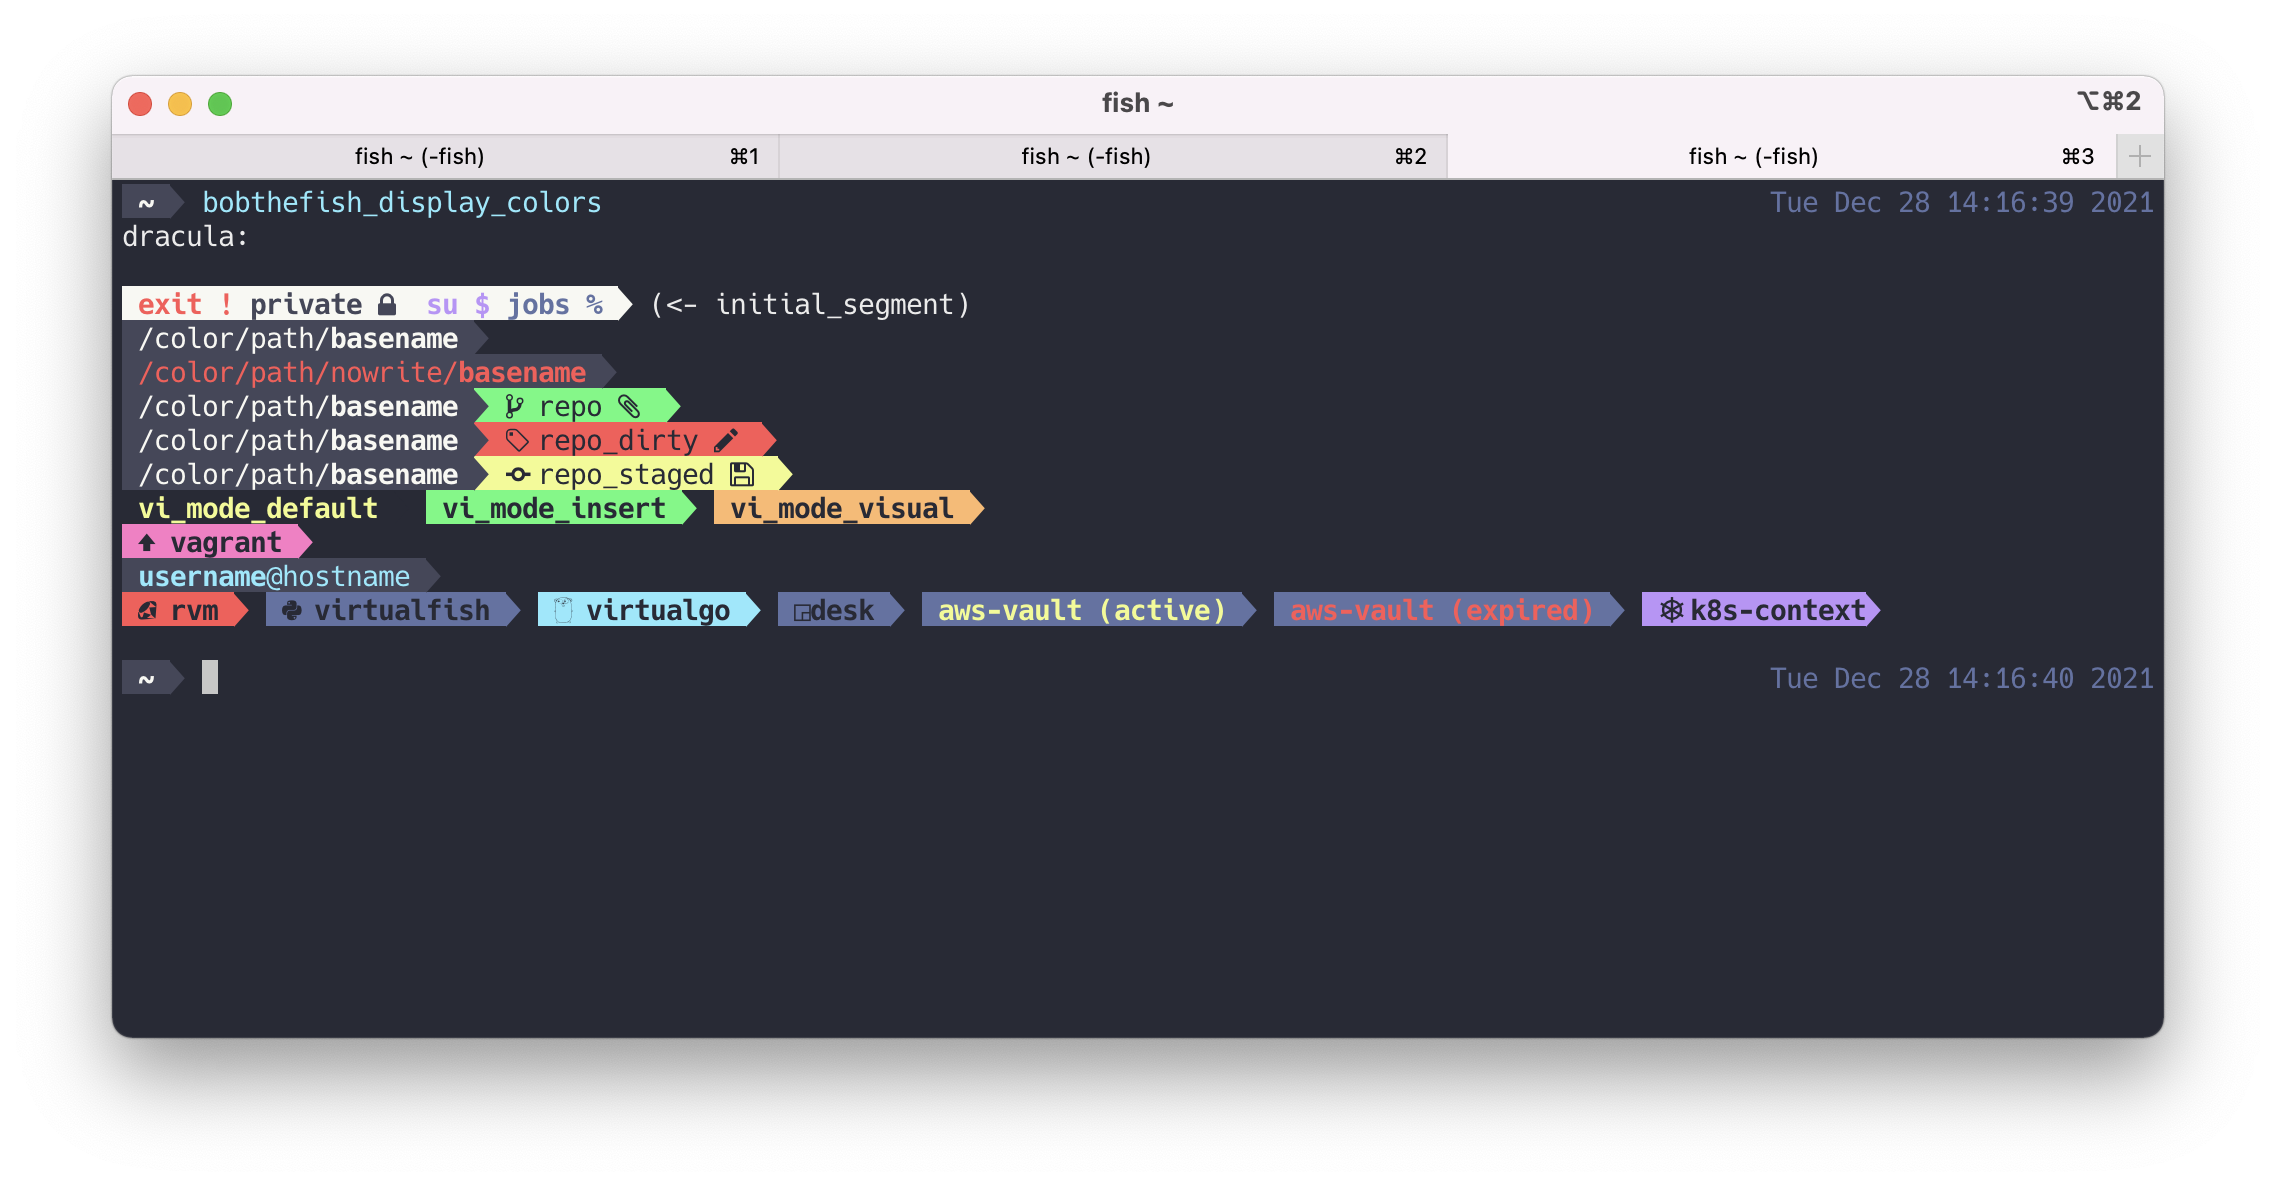 fish ~ ⌥⌘2
fish ~ (-fish) ⌘1 fish ~ (-fish) ⌘2 fish ~ (-fish) ⌘3 +
~ bobthefish_display_colors Tue Dec 28 14:16:39 2021
dracula:
exit ! private su $ jobs % (<- initial_segment)
/color/path/basename
/color/path/nowrite/basename
/color/path/basename repo
/color/path/basename repo_dirty
/color/path/basename repo_staged
vi_mode_default vi_mode_insert vi_mode_visual
vagrant
username@hostname
rvm virtualfish virtualgo desk aws-vault (active) aws-vault (expired) k8s-context
~ Tue Dec 28 14:16:40 2021